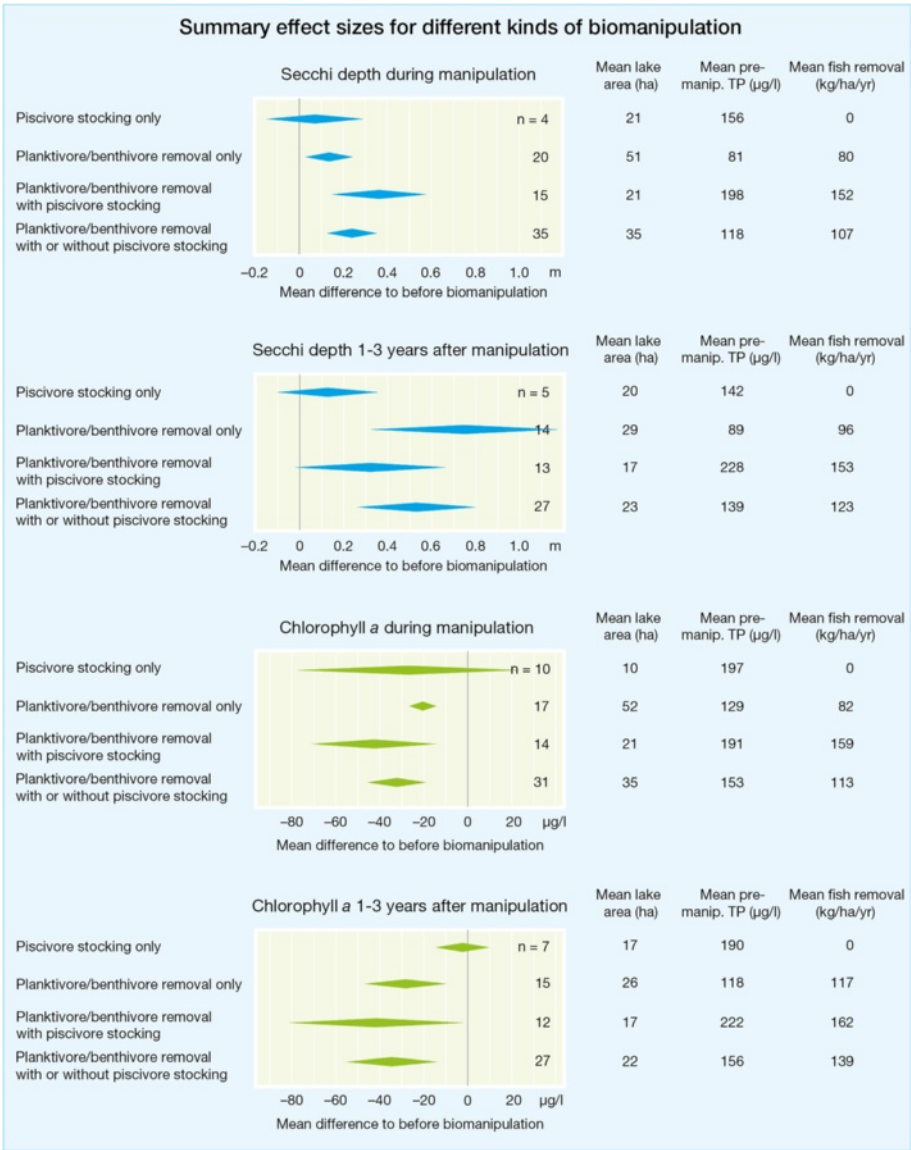 Summary effect sizes for different kinds of biomanipulation
Secchi depth during manipulation
Mean lake area (ha)
Mean pre-manip. TP (µg/l)
Mean fish removal (kg/ha/yr)
Piscivore stocking only n = 4 21 156 0
Planktivore/benthivore removal only 20 51 81 80
Planktivore/benthivore removal
with piscivore stocking 15 21 198 152
Planktivore/benthivore removal
with or without piscivore stocking 35 35 118 107
–0.2 0 0.2 0.4 0.6 0.8 1.0 m
Mean difference to before biomanipulation
Secchi depth 1-3 years after manipulation
Mean lake area (ha)
Mean pre-manip. TP (µg/l)
Mean fish removal (kg/ha/yr)
Piscivore stocking only n = 5 20 142 0
Planktivore/benthivore removal only 14 29 89 96
Planktivore/benthivore removal
with piscivore stocking 13 17 228 153
Planktivore/benthivore removal
with or without piscivore stocking 27 23 139 123
–0.2 0 0.2 0.4 0.6 0.8 1.0 m
Mean difference to before biomanipulation
Chlorophyll a during manipulation
Mean lake area (ha)
Mean pre-manip. TP (µg/l)
Mean fish removal (kg/ha/yr)
Piscivore stocking only n = 10 10 197 0
Planktivore/benthivore removal only 17 52 129 82
Planktivore/benthivore removal
with piscivore stocking 14 21 191 159
Planktivore/benthivore removal
with or without piscivore stocking 31 35 153 113
–80 –60 –40 –20 0 20 µg/l
Mean difference to before biomanipulation
Chlorophyll a 1-3 years after manipulation
Mean lake area (ha)
Mean pre-manip. TP (µg/l)
Mean fish removal (kg/ha/yr)
Piscivore stocking only n = 7 17 190 0
Planktivore/benthivore removal only 15 26 118 117
Planktivore/benthivore removal
with piscivore stocking 12 17 222 162
Planktivore/benthivore removal
with or without piscivore stocking 27 22 156 139
–80 –60 –40 –20 0 20 µg/l
Mean difference to before biomanipulation